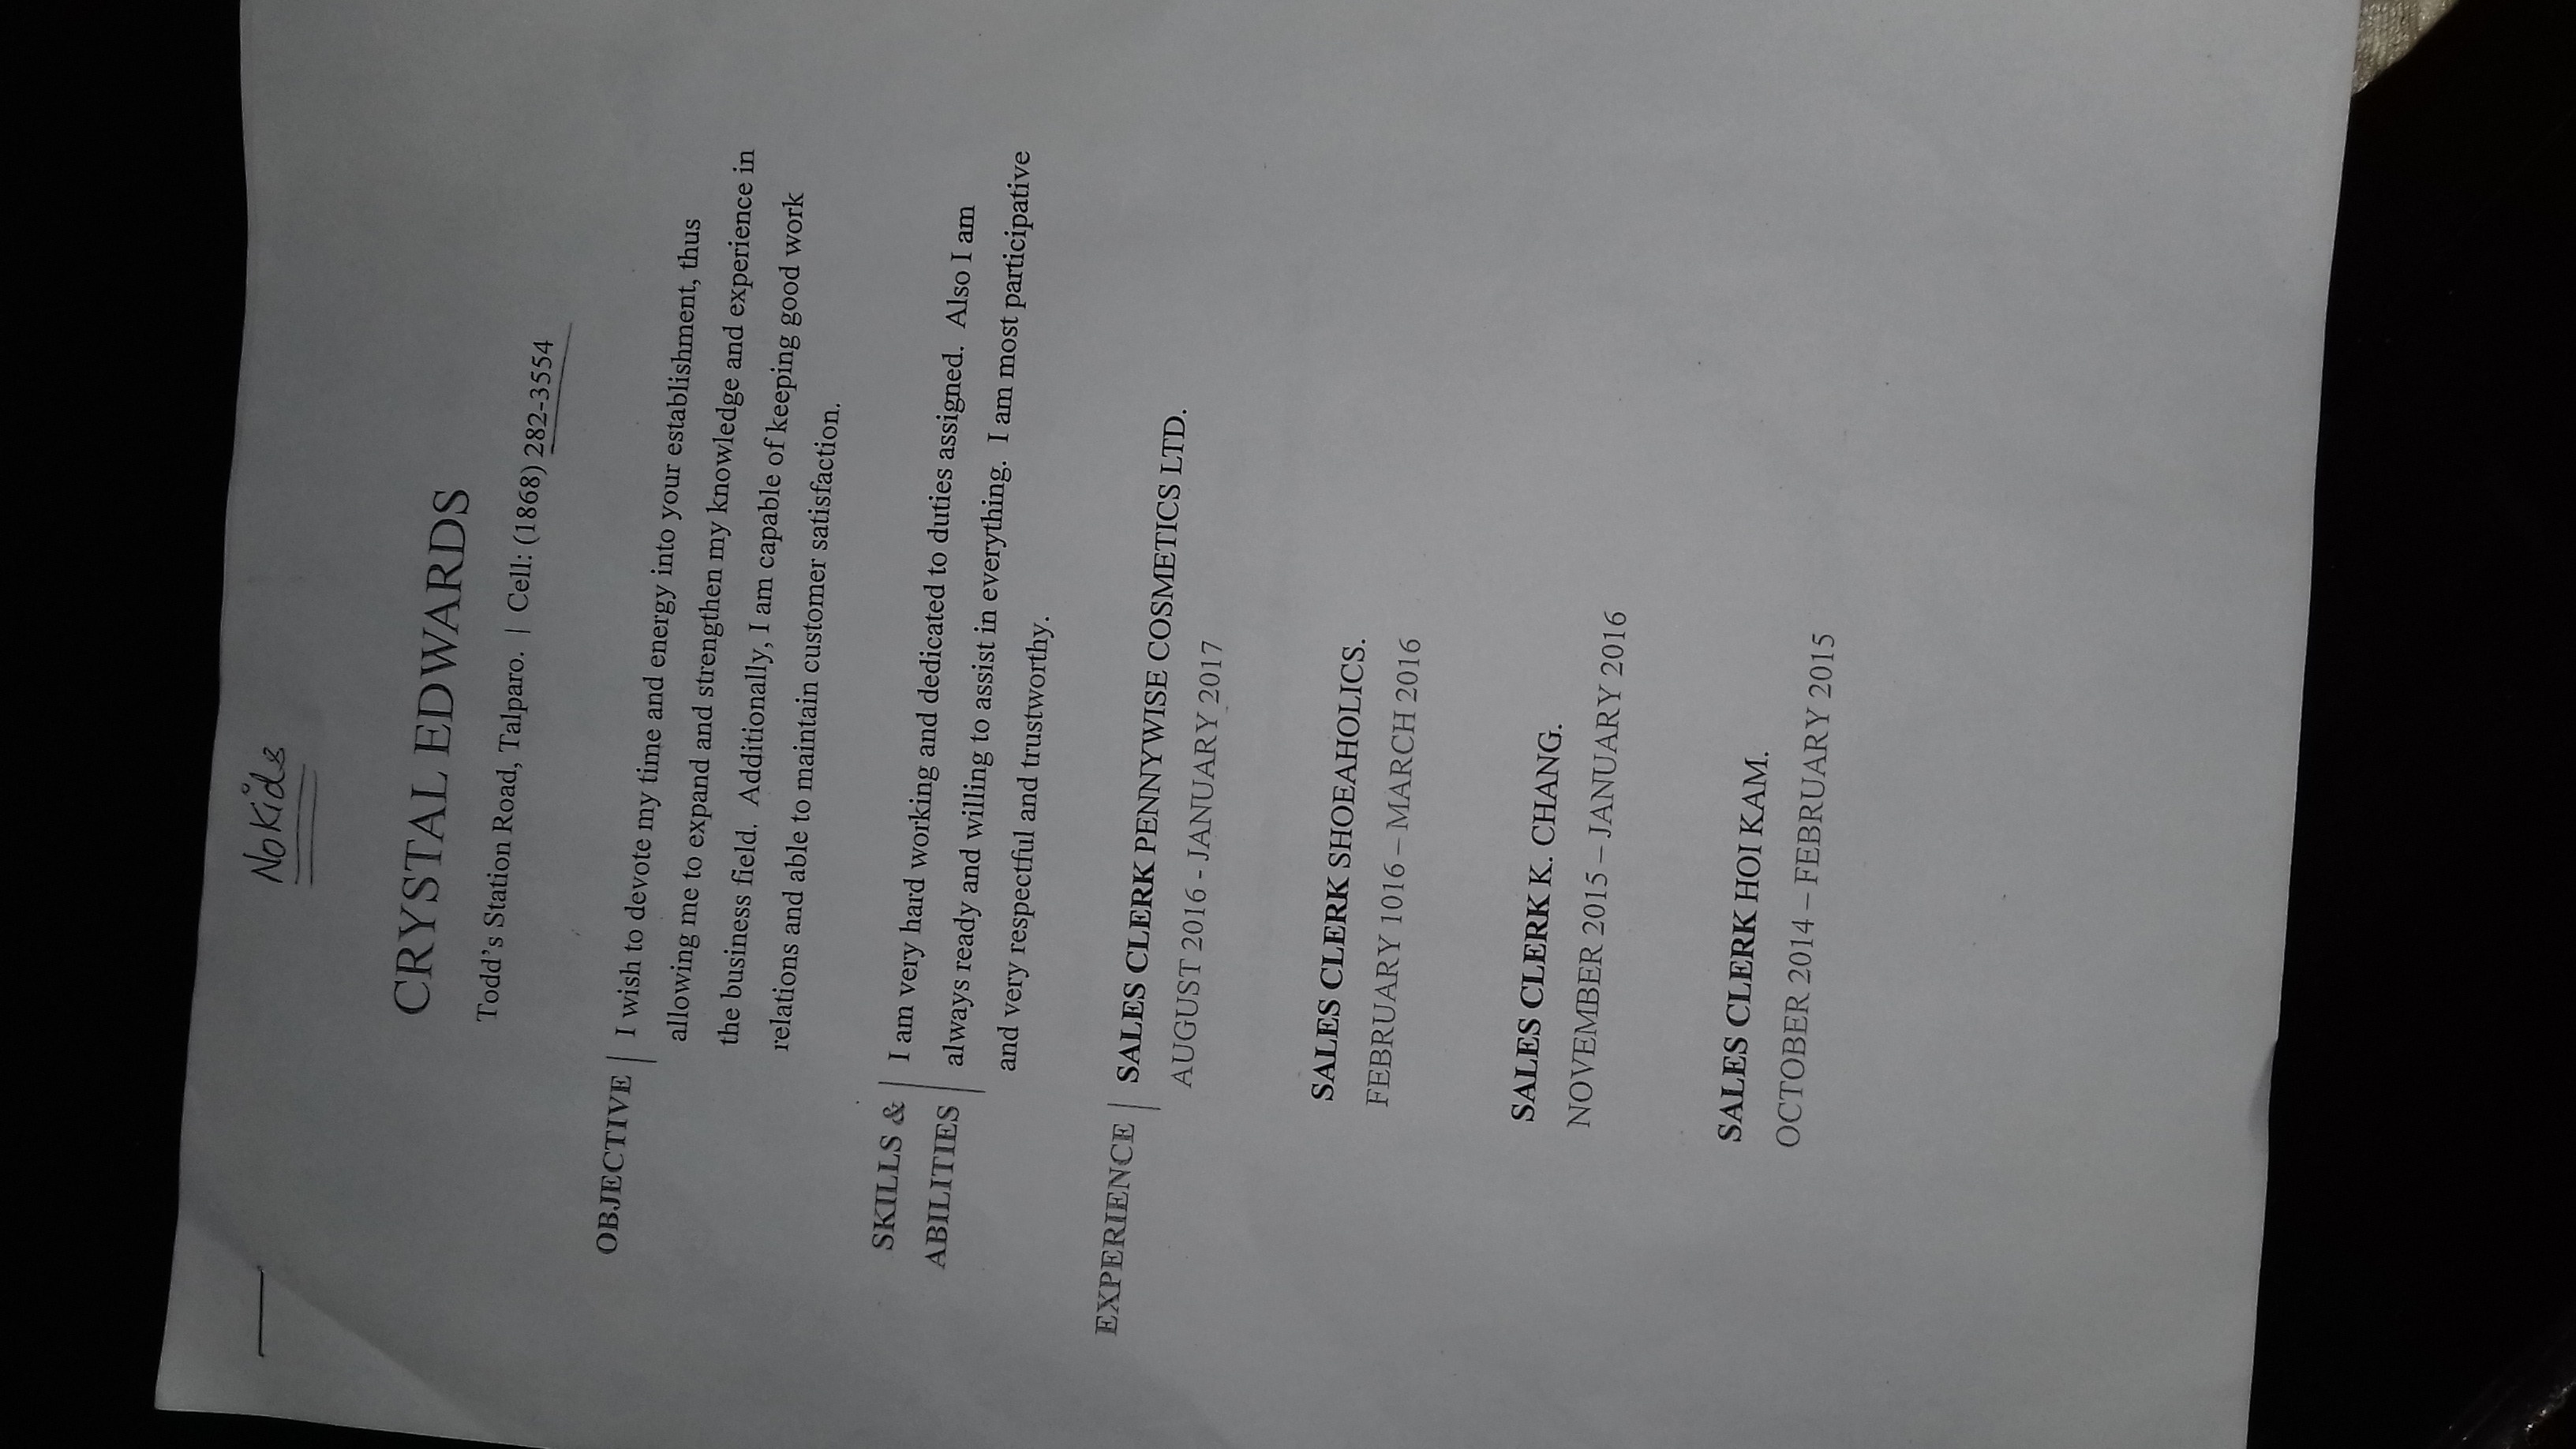 No Kids
CRYSTAL EDWARDS
Todd's Station Road, Talparo. | Cell: (1868) 282-3554
OBJECTIVE | I wish to devote my time and energy into your establishment, thus
allowing me to expand and strengthen my knowledge and experience in
the business field. Additionally, I am capable of keeping good work
relations and able to maintain customer satisfaction.
SKILLS & | I am very hard working and dedicated to duties assigned. Also I am
ABILITIES | always ready and willing to assist in everything. I am most participative
and very respectful and trustworthy.
EXPERIENCE | SALES CLERK PENNYWISE COSMETICS LTD.
AUGUST 2016 - JANUARY 2017
SALES CLERK SHOEAHOLICS.
FEBRUARY 1016 – MARCH 2016
SALES CLERK K. CHANG.
NOVEMBER 2015 – JANUARY 2016
SALES CLERK HOI KAM.
OCTOBER 2014 – FEBRUARY 2015